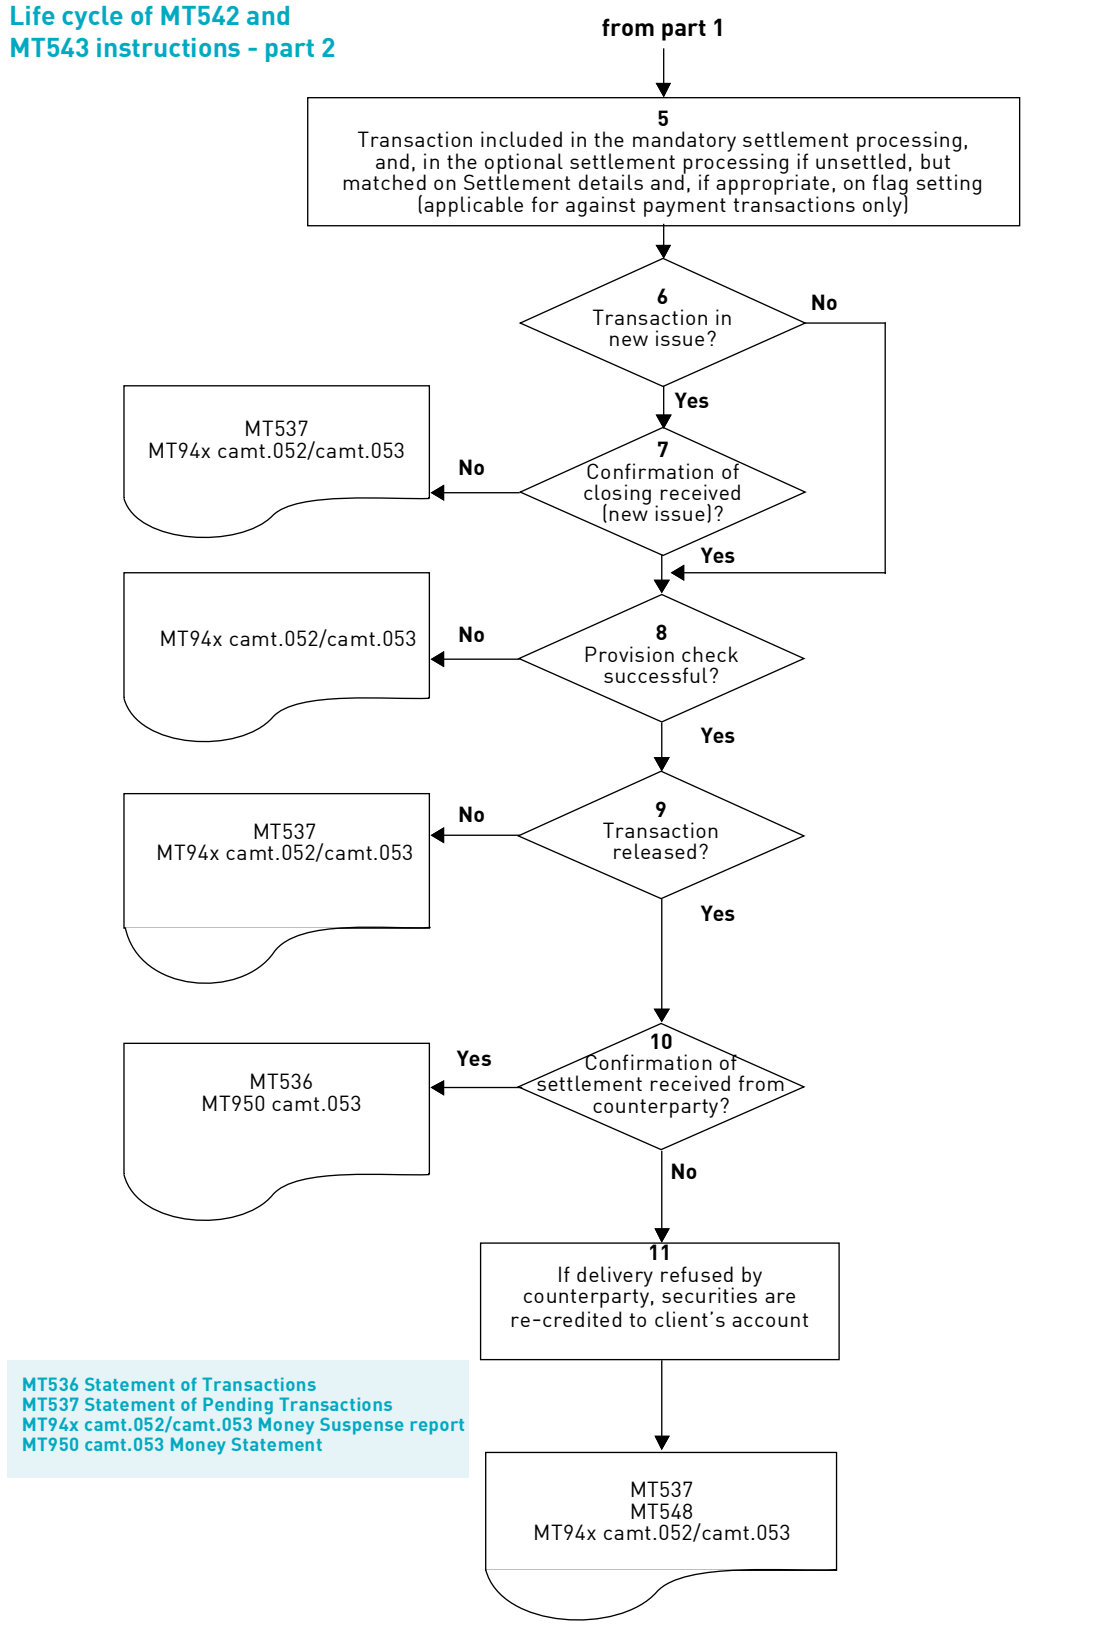 Life cycle of MT542 and
MT543 instructions - part 2
from part 1
5
Transaction included in the mandatory settlement processing,
and, in the optional settlement processing if unsettled, but
matched on Settlement details and, if appropriate, on flag setting
(applicable for against payment transactions only)
6
Transaction in
new issue?
No
Yes
MT537
MT94x camt.052/camt.053
No
7
Confirmation of
closing received
(new issue)?
Yes
MT94x camt.052/camt.053
No
8
Provision check
successful?
Yes
MT537
MT94x camt.052/camt.053
No
9
Transaction
released?
Yes
MT536
MT950 camt.053
Yes
10
Confirmation of
settlement received from
counterparty?
No
11
If delivery refused by
counterparty, securities are
re-credited to client's account
MT536 Statement of Transactions
MT537 Statement of Pending Transactions
MT94x camt.052/camt.053 Money Suspense report
MT950 camt.053 Money Statement
MT537
MT548
MT94x camt.052/camt.053